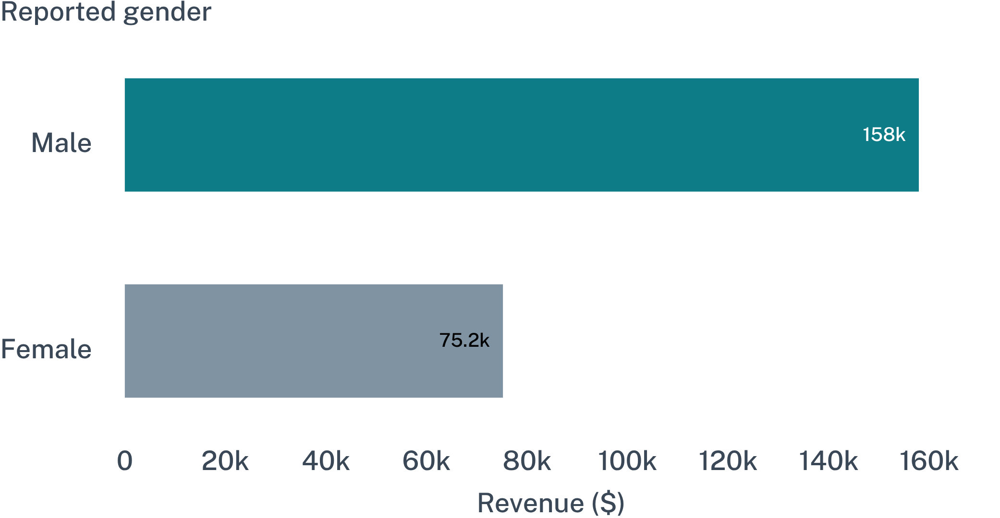 Reported gender
Male
158k
Female
75.2k
0 20k 40k 60k 80k 100k 120k 140k 160k
Revenue ($)